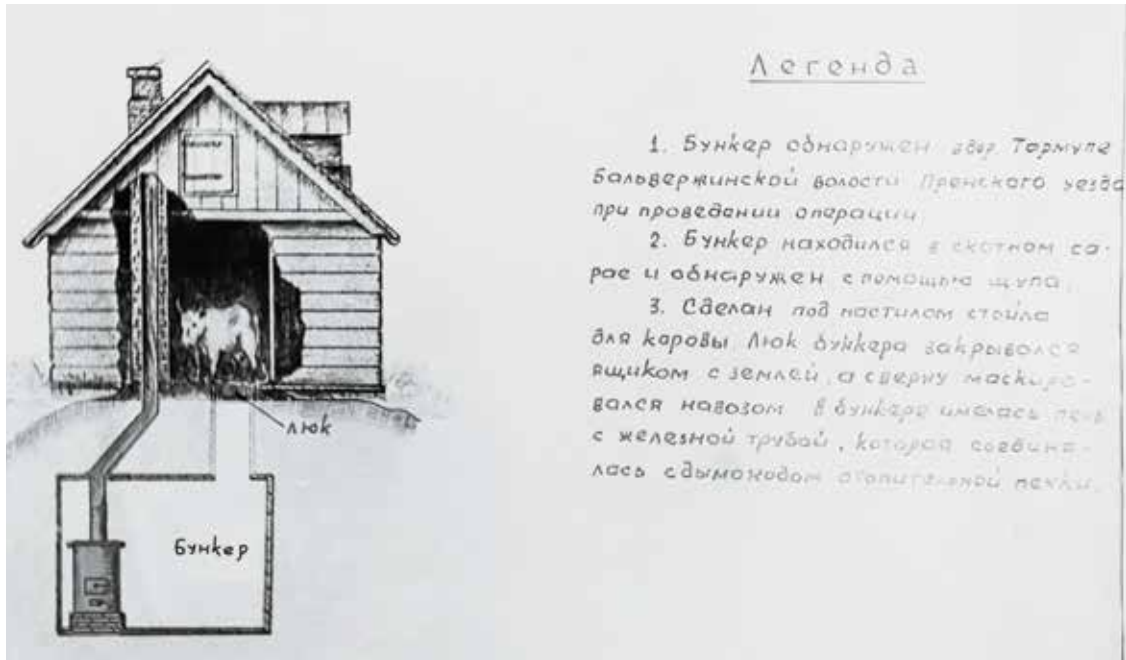 Легенда
1. Бункер обнаружен в дер. Тармупе
Бальвержинской волости Пренского уезда
при проведении операции
2. Бункер находился в скотном са-
рае и обнаружен с помощью щупа.
3. Сделан под настилом стойла
для коровы. Люк бункера закрывался
ящиком с землей, а сверху маскиро-
вался навозом. В бункере имелась печь
с железной трубой, которая соедина-
лась с дымоходом отопительной печки.
люк
Бункер